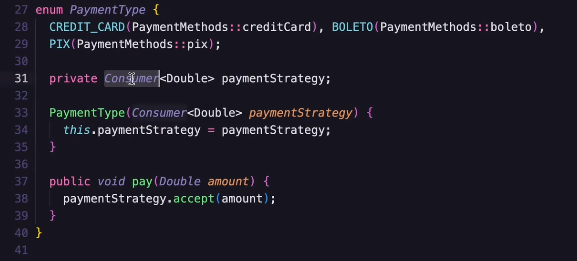 27 enum PaymentType {
28 CREDIT_CARD(PaymentMethods::creditCard), BOLETO(PaymentMethods::boleto),
29 PIX(PaymentMethods::pix);
30
31 private Consumer<Double> paymentStrategy;
32
33 PaymentType(Consumer<Double> paymentStrategy) {
34 this.paymentStrategy = paymentStrategy;
35 }
36
37 public void pay(Double amount) {
38 paymentStrategy.accept(amount);
39 }
40 }
41